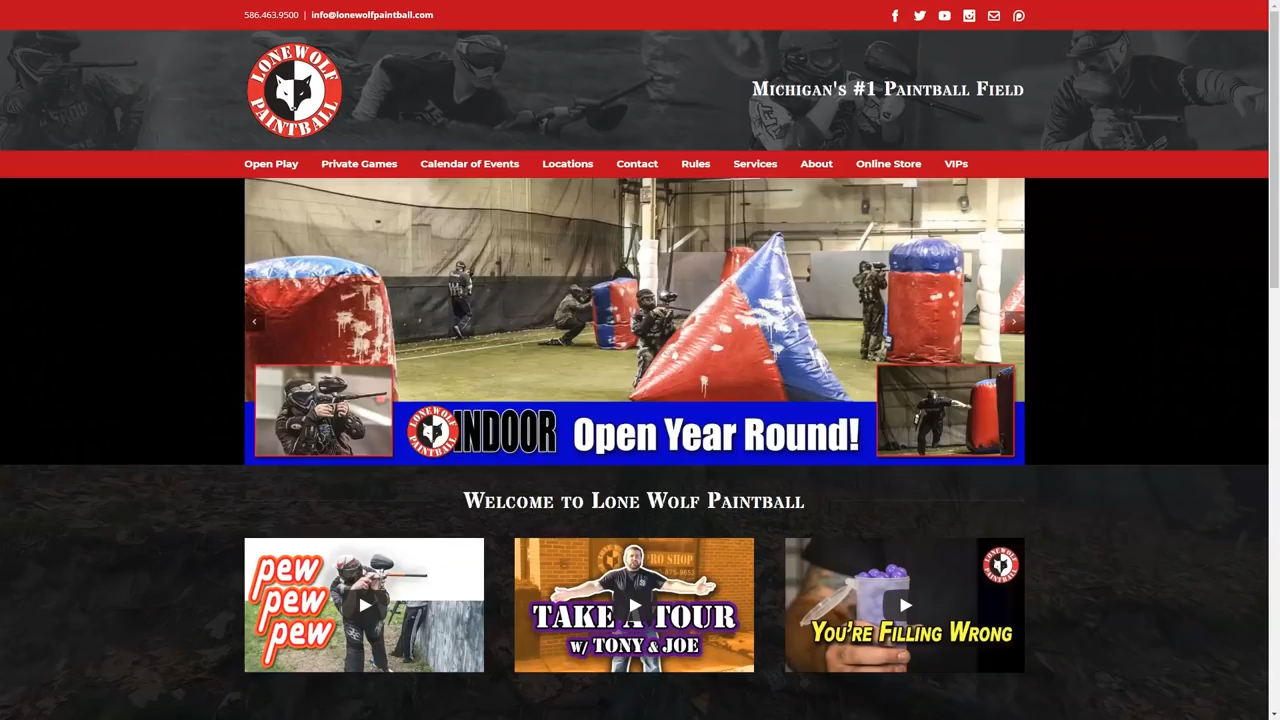 586.463.9500 | info@lonewolfpaintball.com
LONE WOLF PAINTBALL
Michigan's #1 Paintball Field
Open Play Private Games Calendar of Events Locations Contact Rules Services About Online Store VIPs
LONE WOLF PAINTBALL INDOOR Open Year Round!
Welcome to Lone Wolf Paintball
pew
pew
pew
PRO SHOP
TAKE A TOUR
W/ TONY & JOE
LONE WOLF PAINTBALL
You're Filling Wrong